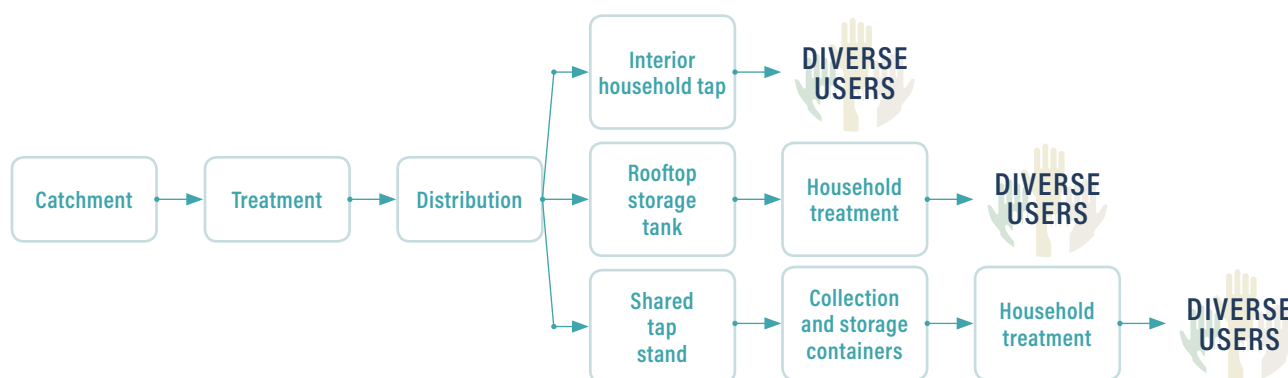 Interior
household tap
DIVERSE
USERS
Catchment
Treatment
Distribution
Rooftop
storage
tank
Household
treatment
DIVERSE
USERS
Shared
tap
stand
Collection
and storage
containers
Household
treatment
DIVERSE
USERS